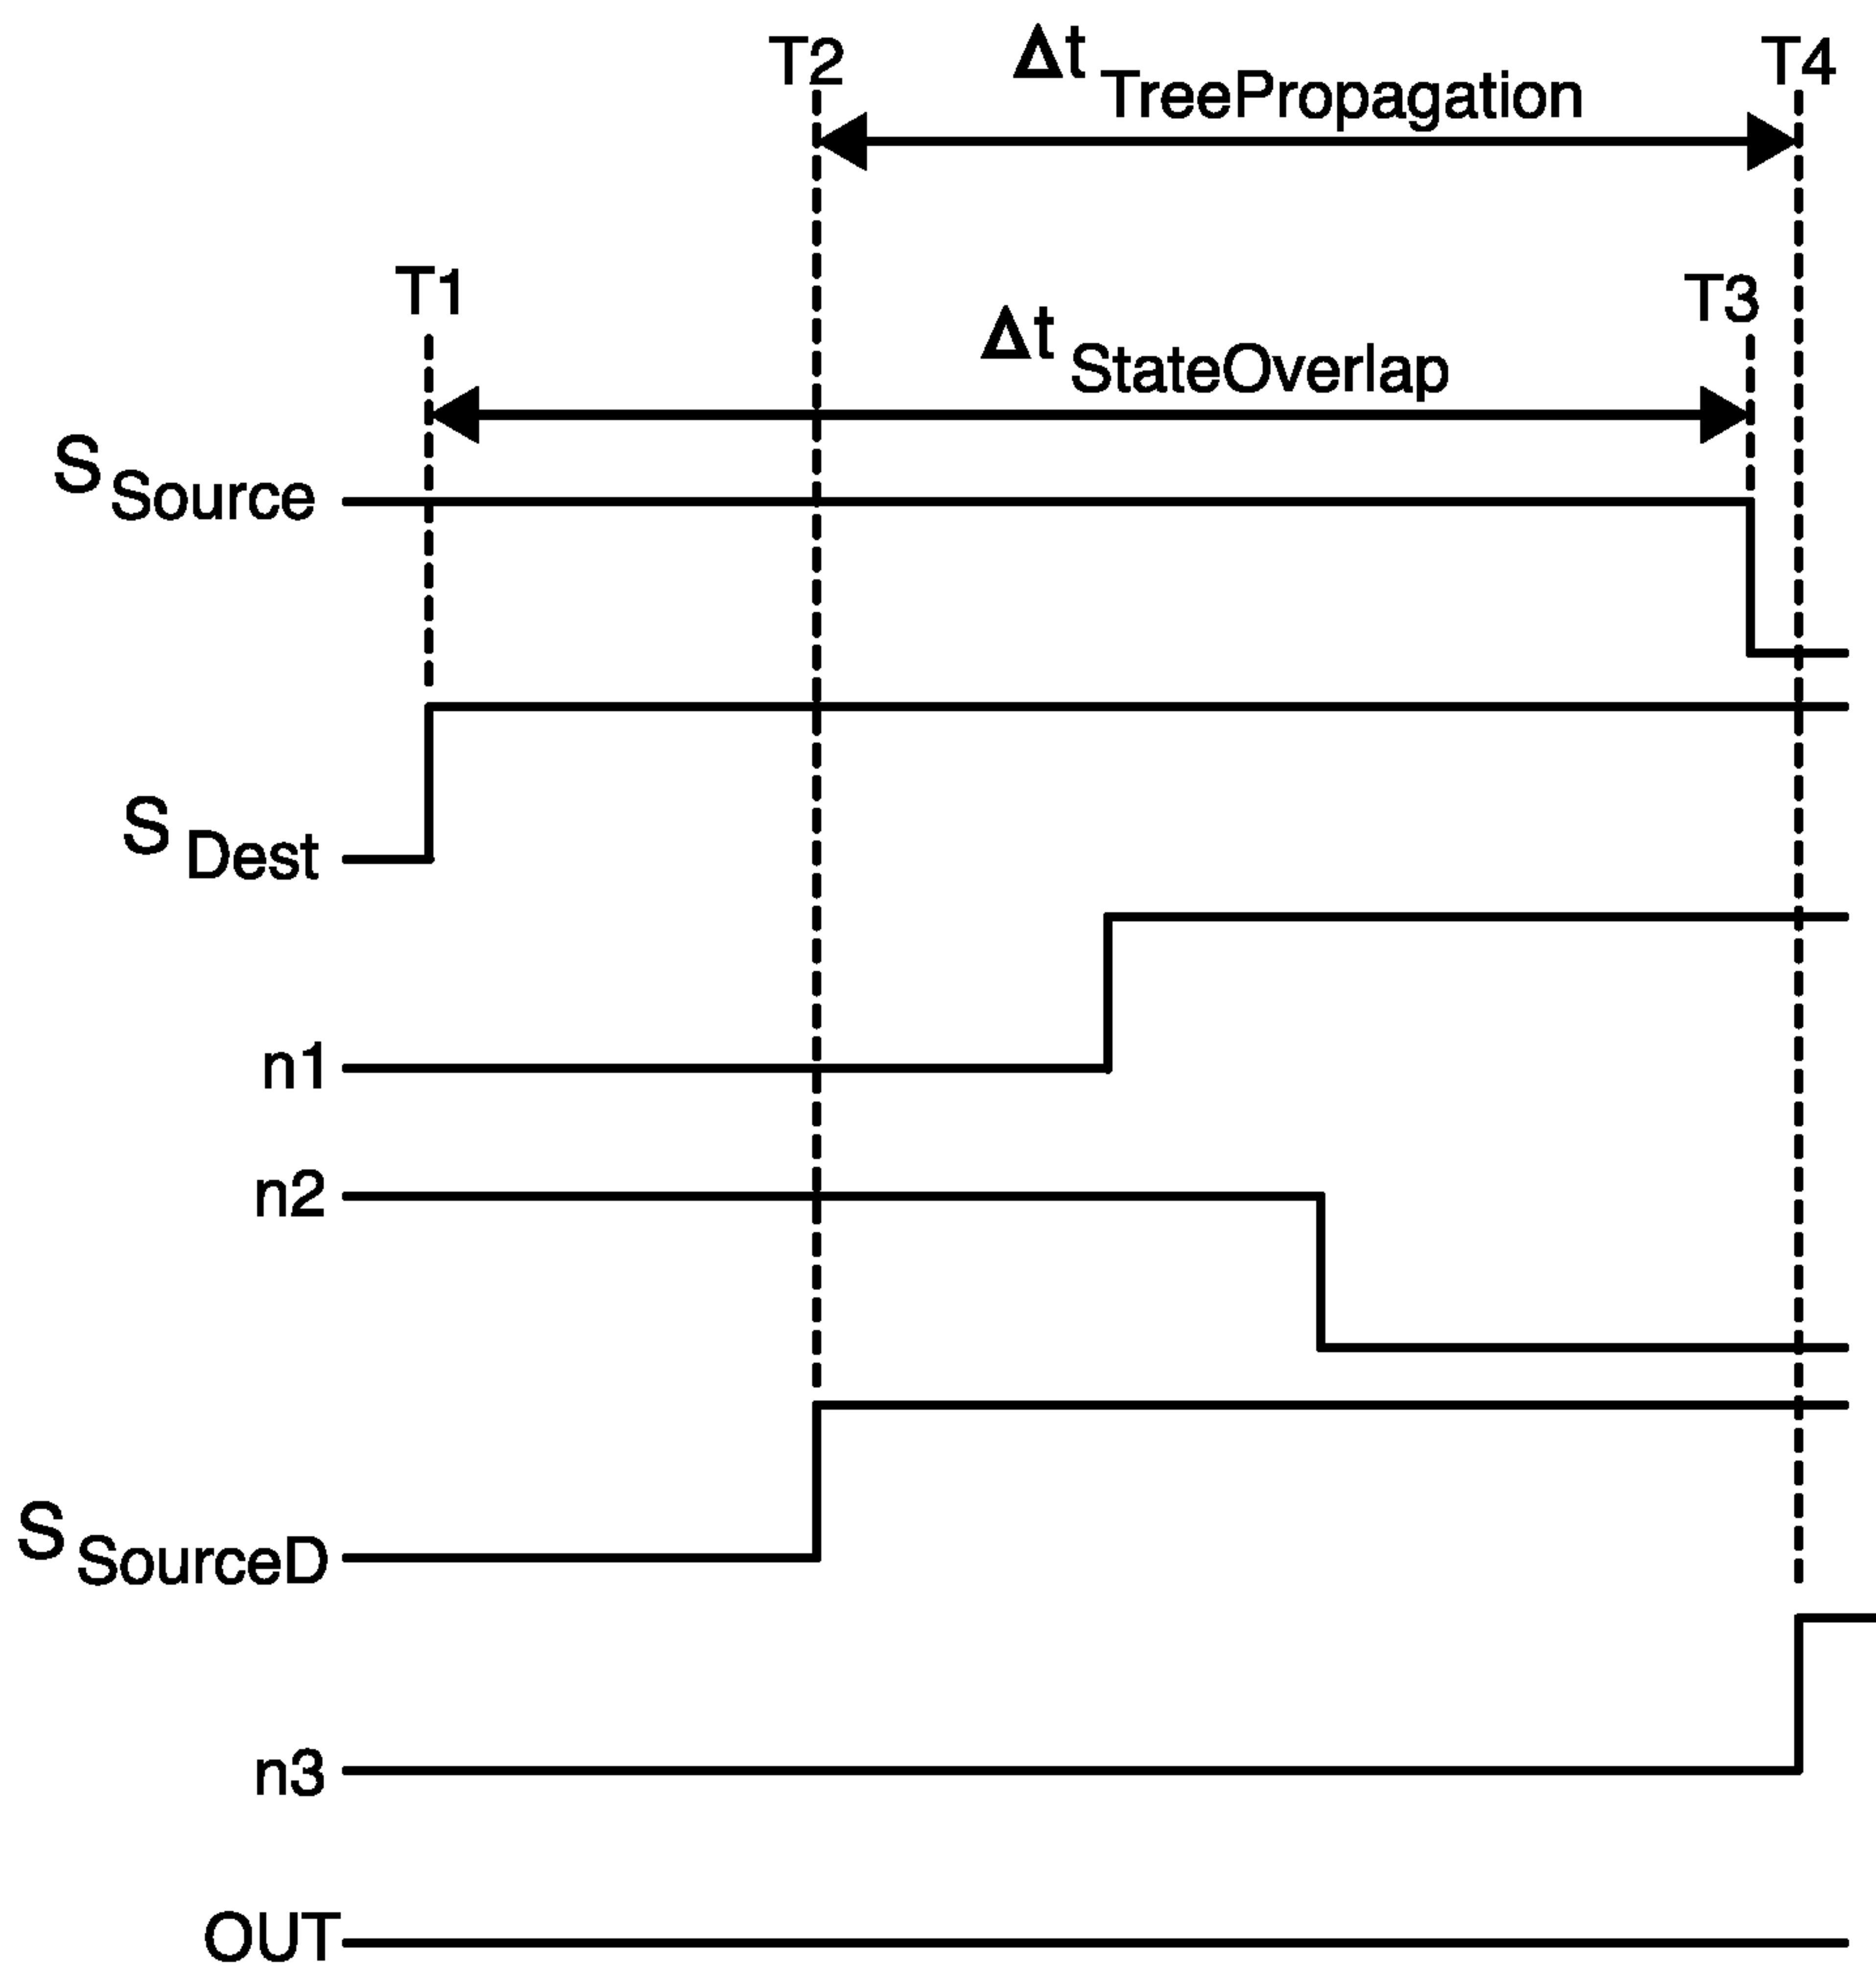 T2 Δt TreePropagation T4
T1 Δt StateOverlap T3
S Source
S Dest
n1
n2
S SourceD
n3
OUT